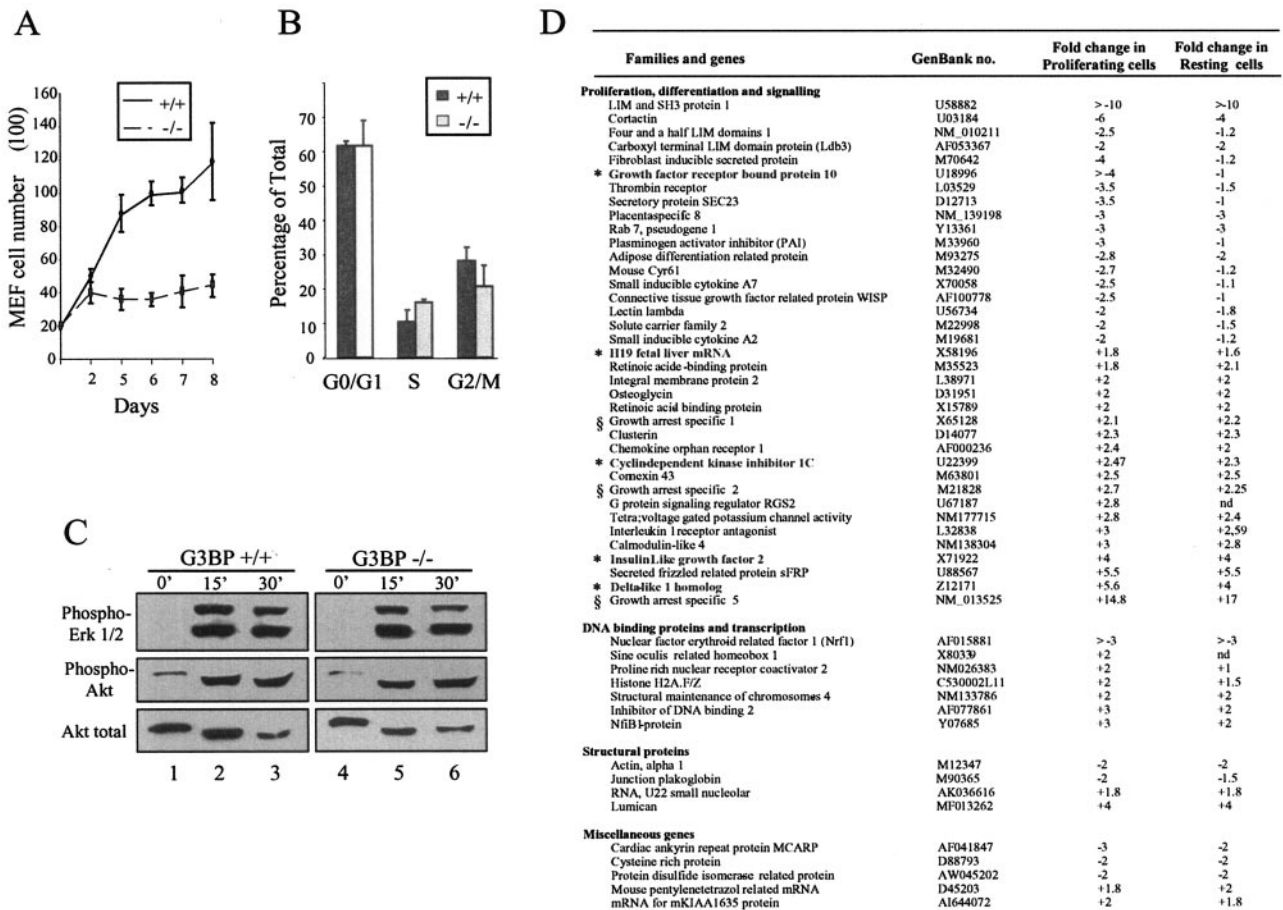 A
MEF cell number (100)
160
140
120
100
80
60
40
20
0
+/+
-/-
2 5 6 7 8
Days
B
Percentage of Total
70
60
50
40
30
20
10
0
+/+
-/-
G0/G1 S G2/M
C
G3BP +/+ G3BP -/-
0' 15' 30' 0' 15' 30'
Phospho-
Erk 1/2
Phospho-
Akt
Akt total
1 2 3 4 5 6
D
Families and genes GenBank no. Fold change in Proliferating cells Fold change in Resting cells
Proliferation, differentiation and signalling
LIM and SH3 protein 1 U58882 >-10 >-10
Cortactin U03184 -6 -4
Four and a half LIM domains 1 NM_010211 -2.5 -1.2
Carboxyl terminal LIM domain protein (Ldb3) AF053367 -2 -2
Fibroblast inducible secreted protein M70642 -4 -1.2
* Growth factor receptor bound protein 10 U18996 >-4 -1
Thrombin receptor L03529 -3.5 -1.5
Secretory protein SEC23 D12713 -3.5 -1
Placentaspecific 8 NM_139198 -3 -3
Rab 7, pseudogene 1 Y13361 -3 -3
Plasminogen activator inhibitor (PAI) M33960 -3 -1
Adipose differentiation related protein M93275 -2.8 -2
Mouse Cyr61 M32490 -2.7 -1.2
Small inducible cytokine A7 X70058 -2.5 -1.1
Connective tissue growth factor related protein WISP AF100778 -2.5 -1
Lectin lambda U56734 -2 -1.8
Solute carrier family 2 M22998 -2 -1.5
Small inducible cytokine A2 M19681 -2 -1.2
* H19 fetal liver mRNA X58196 +1.8 +1.6
Retinoic acide-binding protein M35523 +1.8 +2.1
Integral membrane protein 2 L38971 +2 +2
Osteoglycin D31951 +2 +2
Retinoic acid binding protein X15789 +2 +2
§ Growth arrest specific 1 X65128 +2.1 +2.2
Clusterin D14077 +2.3 +2.3
Chemokine orphan receptor 1 AF000236 +2.4 +2
* Cyclindependent kinase inhibitor 1C U22399 +2.47 +2.3
Connexin 43 M63801 +2.5 +2.5
§ Growth arrest specific 2 M21828 +2.7 +2.25
G protein signaling regulator RGS2 U67187 +2.8 nd
Tetra;voltage gated potassium channel activity NM177715 +2.8 +2.4
Interleukin 1 receptor antagonist L32838 +3 +2,59
Calmodulin-like 4 NM138304 +3 +2.8
* InsulinLike growth factor 2 X71922 +4 +4
Secreted frizzled related protein sFRP U88567 +5.5 +5.5
* Delta-like 1 homolog Z12171 +5.6 +4
§ Growth arrest specific 5 NM_013525 +14.8 +17
DNA binding proteins and transcription
Nuclear factor erythroid related factor 1 (Nrf1) AF015881 >-3 >-3
Sine oculis related homeobox 1 X80339 +2 nd
Proline rich nuclear receptor coactivator 2 NM026383 +2 +1
Histone H2A.F/Z C530002L11 +2 +1.5
Structural maintenance of chromosomes 4 NM133786 +2 +2
Inhibitor of DNA binding 2 AF077861 +3 +2
NfiB1-protein Y07685 +3 +2
Structural proteins
Actin, alpha 1 M12347 -2 -2
Junction plakoglobin M90365 -2 -1.5
RNA, U22 small nucleolar AK036616 +1.8 +1.8
Lumican MF013262 +4 +4
Miscellaneous genes
Cardiac ankyrin repeat protein MCARP AF041847 -3 -2
Cysteine rich protein D88793 -2 -2
Protein disulfide isomerase related protein AW045202 -2 -2
Mouse pentylenetetrazol related mRNA D45203 +1.8 +2
mRNA for mKIAA1635 protein AI644072 +2 +1.8